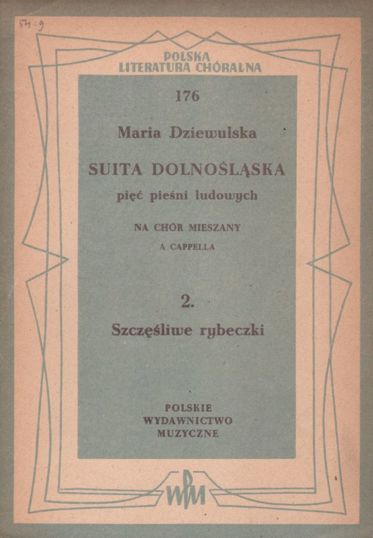 POLSKA
LITERATURA CHÓRALNA
176
Maria Dziewulska
SUITA DOLNOŚLĄSKA
pięć pieśni ludowych
NA CHÓR MIESZANY
A CAPPELLA
2.
Szczęśliwe rybeczki
POLSKIE
WYDAWNICTWO
MUZYCZNE